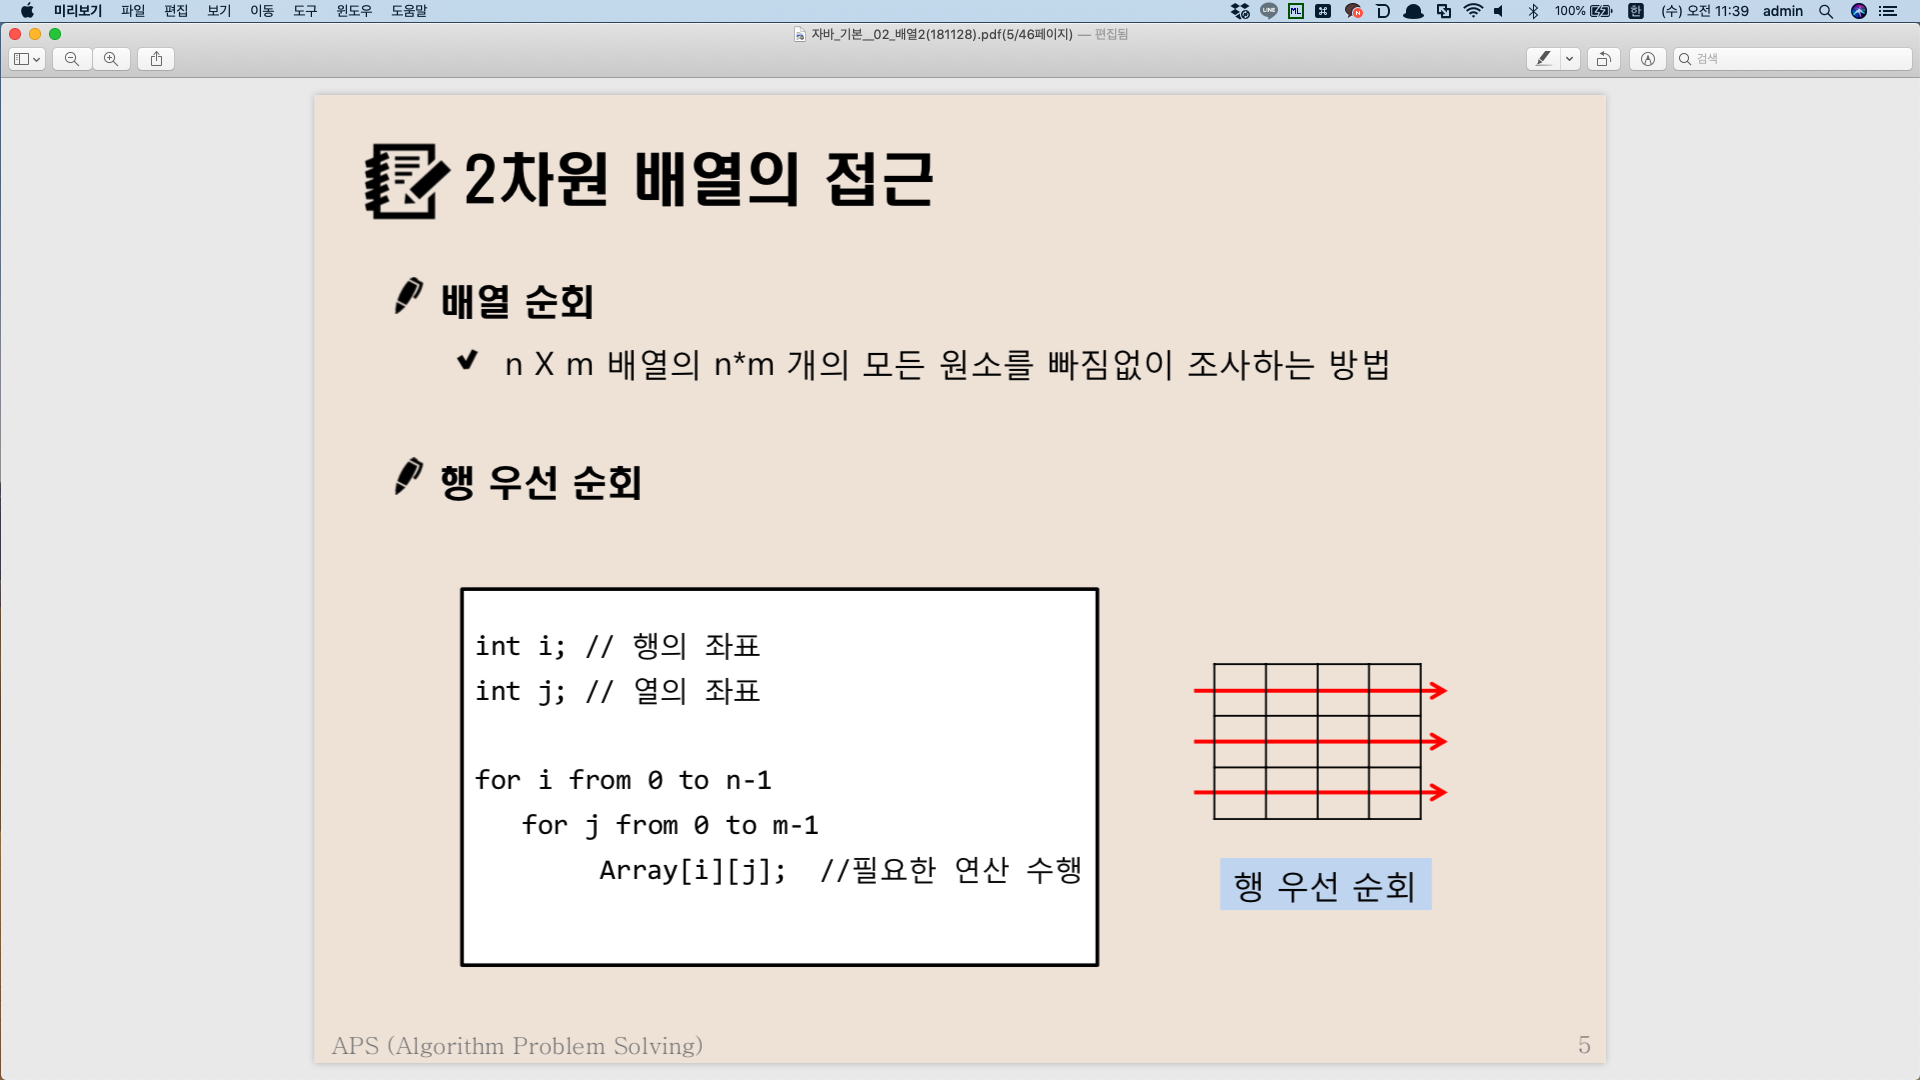 미리보기 파일 편집 보기 이동 도구 윈도우 도움말 LINE ML N D 100% 한 (수) 오전 11:39 admin
자바_기본__02_배열2(181128).pdf(5/46페이지) — 편집됨
검색
2차원 배열의 접근
배열 순회
n X m 배열의 n*m 개의 모든 원소를 빠짐없이 조사하는 방법
행 우선 순회
int i; // 행의 좌표
int j; // 열의 좌표
for i from 0 to n-1
for j from 0 to m-1
Array[i][j]; //필요한 연산 수행
행 우선 순회
APS (Algorithm Problem Solving)
5